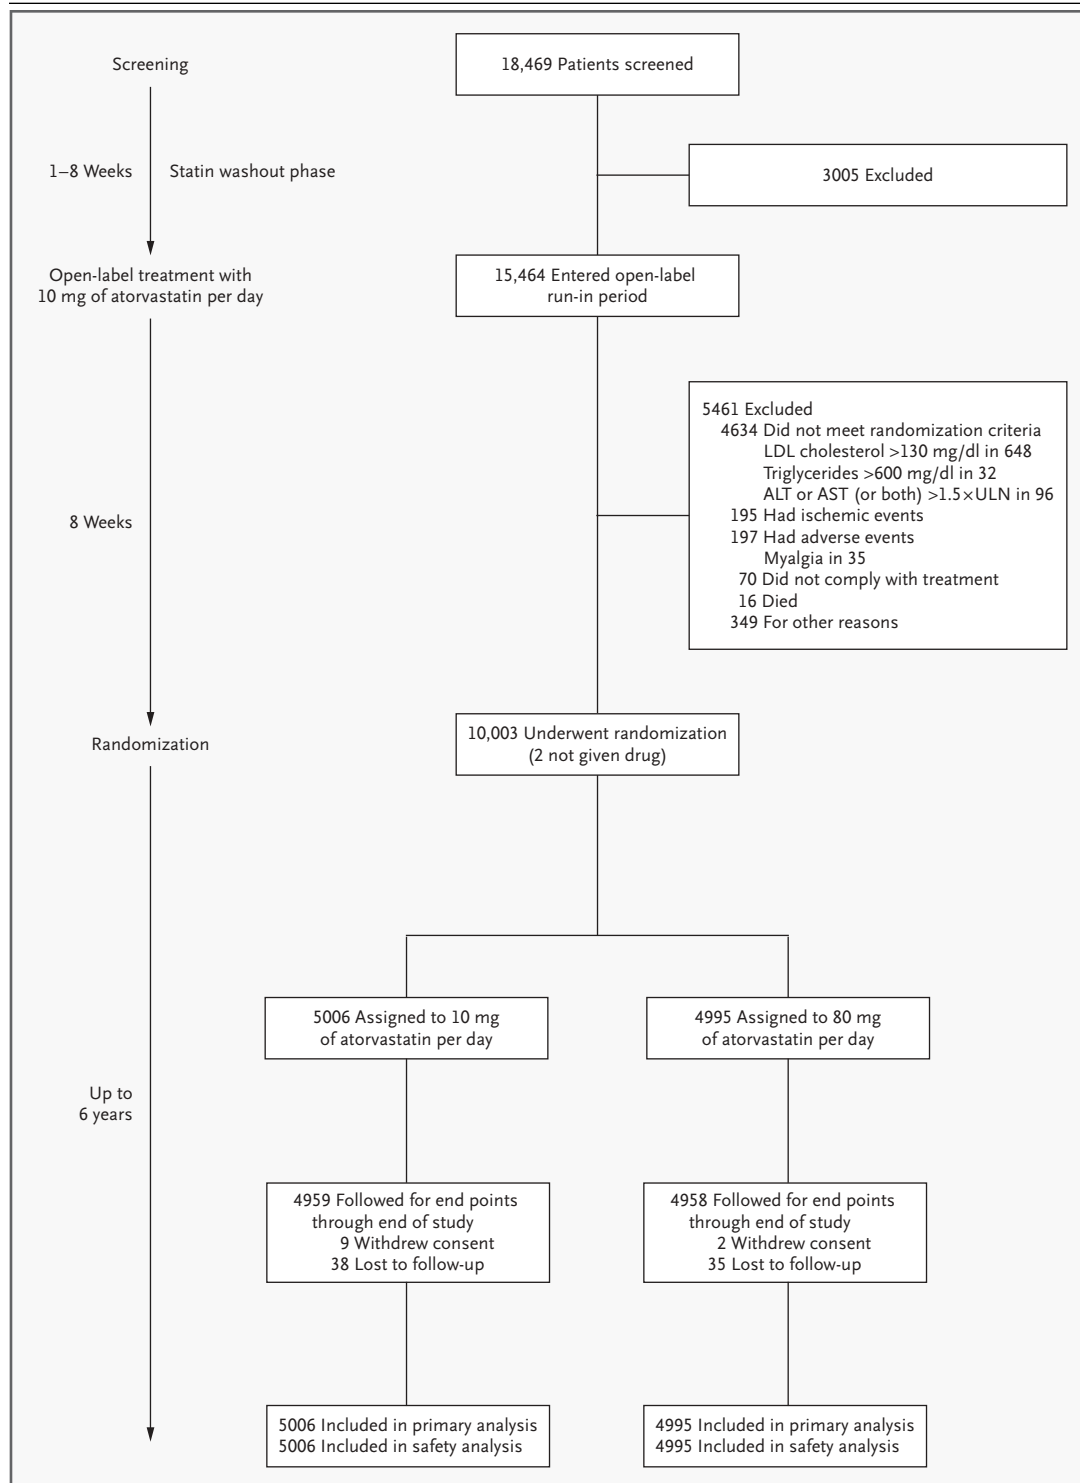 Screening
18,469 Patients screened
1–8 Weeks
Statin washout phase
3005 Excluded
Open-label treatment with
10 mg of atorvastatin per day
15,464 Entered open-label
run-in period
5461 Excluded
4634 Did not meet randomization criteria
LDL cholesterol >130 mg/dl in 648
Triglycerides >600 mg/dl in 32
ALT or AST (or both) >1.5×ULN in 96
195 Had ischemic events
197 Had adverse events
Myalgia in 35
70 Did not comply with treatment
16 Died
349 For other reasons
8 Weeks
Randomization
10,003 Underwent randomization
(2 not given drug)
5006 Assigned to 10 mg
of atorvastatin per day
4995 Assigned to 80 mg
of atorvastatin per day
Up to
6 years
4959 Followed for end points
through end of study
9 Withdrew consent
38 Lost to follow-up
4958 Followed for end points
through end of study
2 Withdrew consent
35 Lost to follow-up
5006 Included in primary analysis
5006 Included in safety analysis
4995 Included in primary analysis
4995 Included in safety analysis